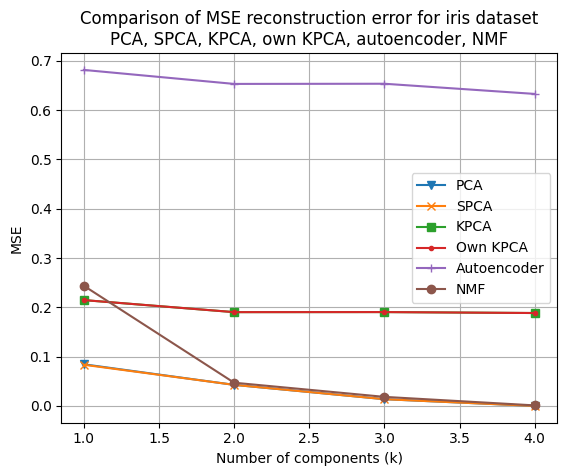 Comparison of MSE reconstruction error for iris dataset
PCA, SPCA, KPCA, own KPCA, autoencoder, NMF
0.7
0.6
0.5
0.4
0.3
0.2
0.1
0.0
MSE
PCA
SPCA
KPCA
Own KPCA
Autoencoder
NMF
1.0 1.5 2.0 2.5 3.0 3.5 4.0
Number of components (k)